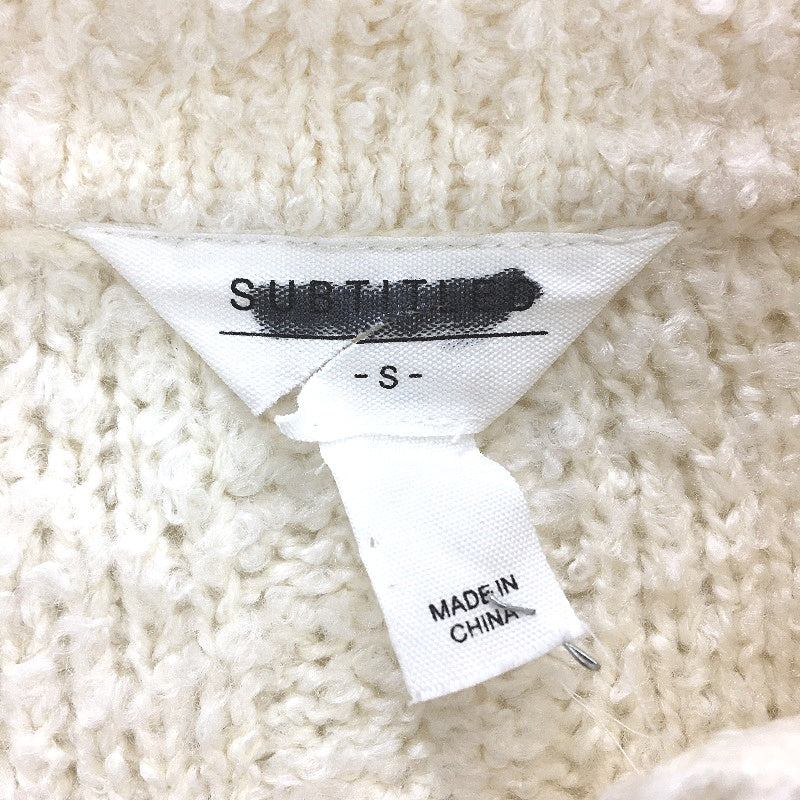 SUBTITLED
- S -
MADE IN
CHINA